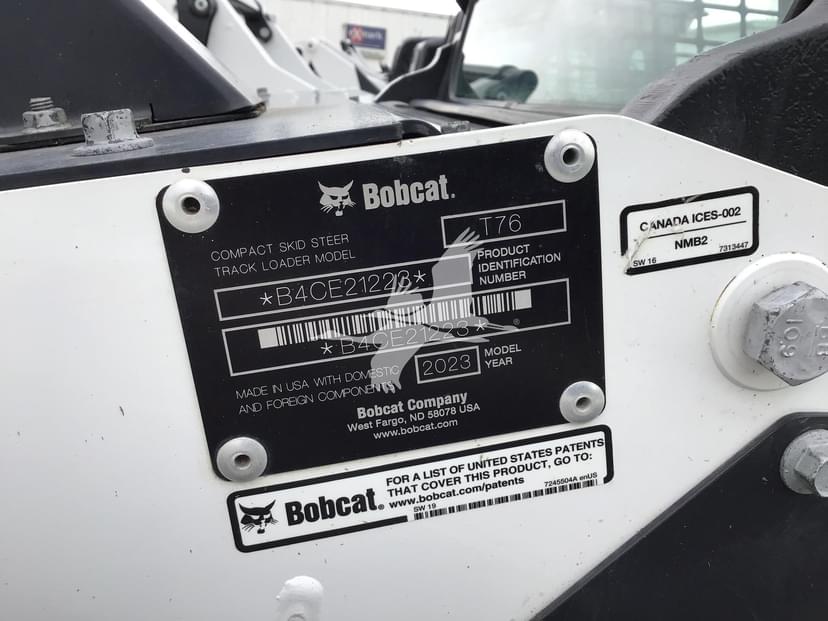 Bobcat.
COMPACT SKID STEER
TRACK LOADER MODEL
T76
*B4CE21223*
PRODUCT
IDENTIFICATION
NUMBER
*B4CE21223*
MADE IN USA WITH DOMESTIC
AND FOREIGN COMPONENTS
2023
MODEL
YEAR
Bobcat Company
West Fargo, ND 58078 USA
www.bobcat.com
CANADA ICES-002
NMB2
SW 16
7313447
Bobcat®
FOR A LIST OF UNITED STATES PATENTS
THAT COVER THIS PRODUCT, GO TO:
www.bobcat.com/patents
7245504A enUS
SW 19